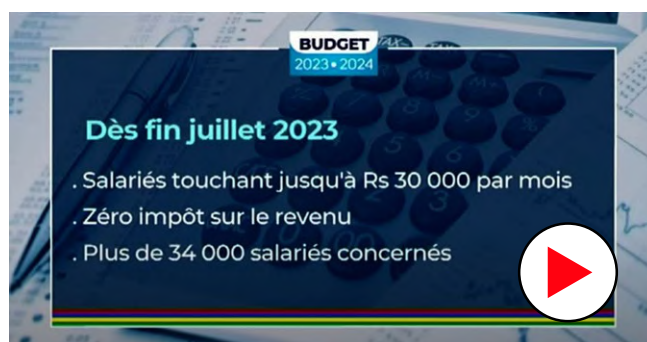 BUDGET
2023•2024
Dès fin juillet 2023
. Salariés touchant jusqu'à Rs 30 000 par mois
. Zéro impôt sur le revenu
. Plus de 34 000 salariés concernés